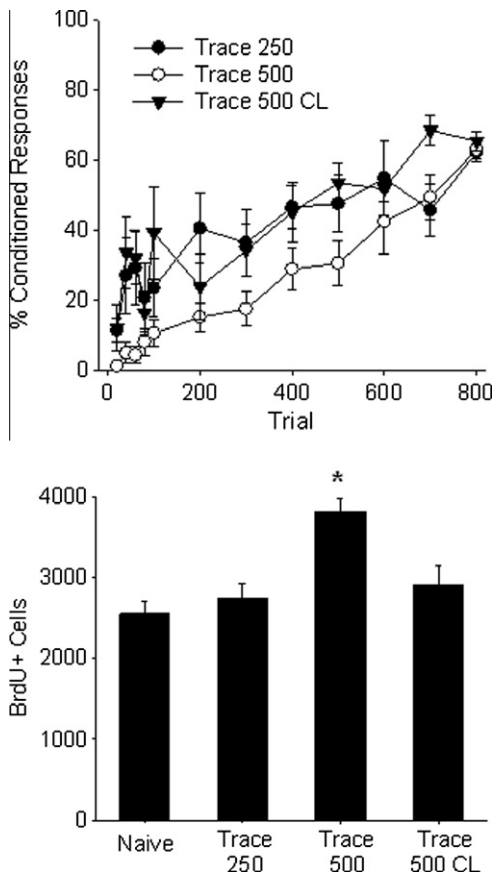 100
80
60
40
20
0
% Conditioned Responses
Trace 250
Trace 500
Trace 500 CL
0 200 400 600 800
Trial
*
4000
3000
2000
1000
0
BrdU+ Cells
Naive Trace Trace Trace
250 500 500 CL